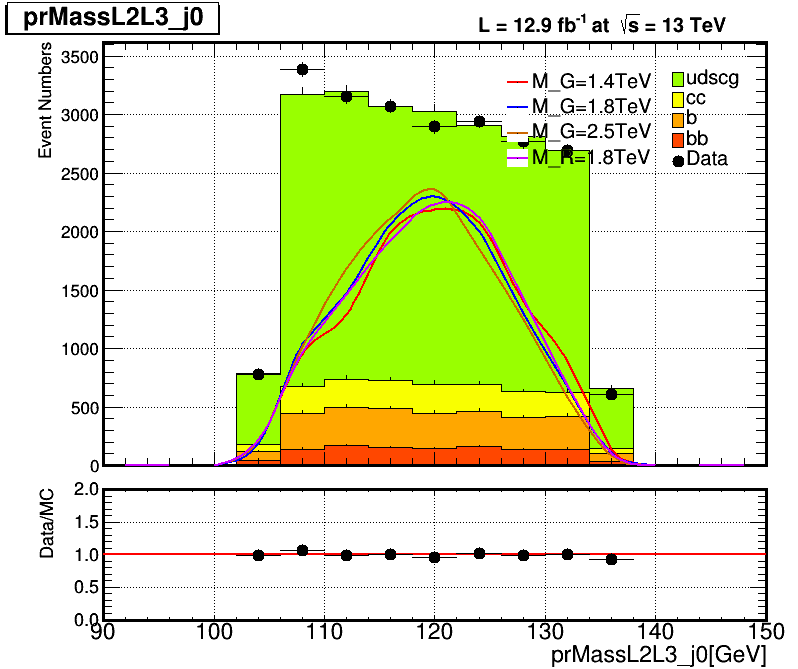 prMassL2L3_j0
L = 12.9 fb-1 at √s = 13 TeV
Event Numbers
3500
3000
2500
2000
1500
1000
500
0
M_G=1.4TeV
M_G=1.8TeV
M_G=2.5TeV
M_R=1.8TeV
udscg
cc
b
bb
Data
Data/MC
2.0
1.5
1.0
0.5
0.0
90 100 110 120 130 140 150
prMassL2L3_j0[GeV]